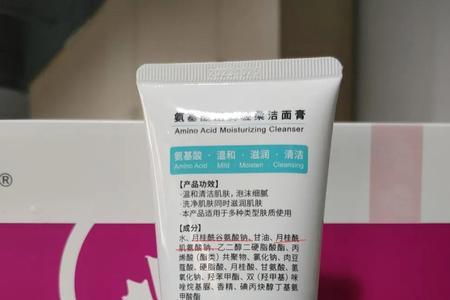 ®
氨基酸 柔洁面膏
Amino Acid Moisturizing Cleanser
氨基酸·温和·滋润·清洁
Amino Acid Mild Moisten Cleansing
【产品功效】
·温和清洁肌肤,泡沫细腻
·洗净肌肤同时滋润肌肤
·本产品适用于多种类型肤质使用
【成分】
水、月桂酰谷氨酸钠、甘油、月桂酰
肌氨酸钠、乙二醇二硬脂酸酯、丙
烯酸(酯类)共聚物、氯化钠、肉豆
蔻酸、硬脂酸、月桂酸、甘氨酸、氢
氧化钠、羟苯甲酯、双(羟甲基)咪
唑烷基脲、香精、碘丙炔醇丁基氨
甲酸酯